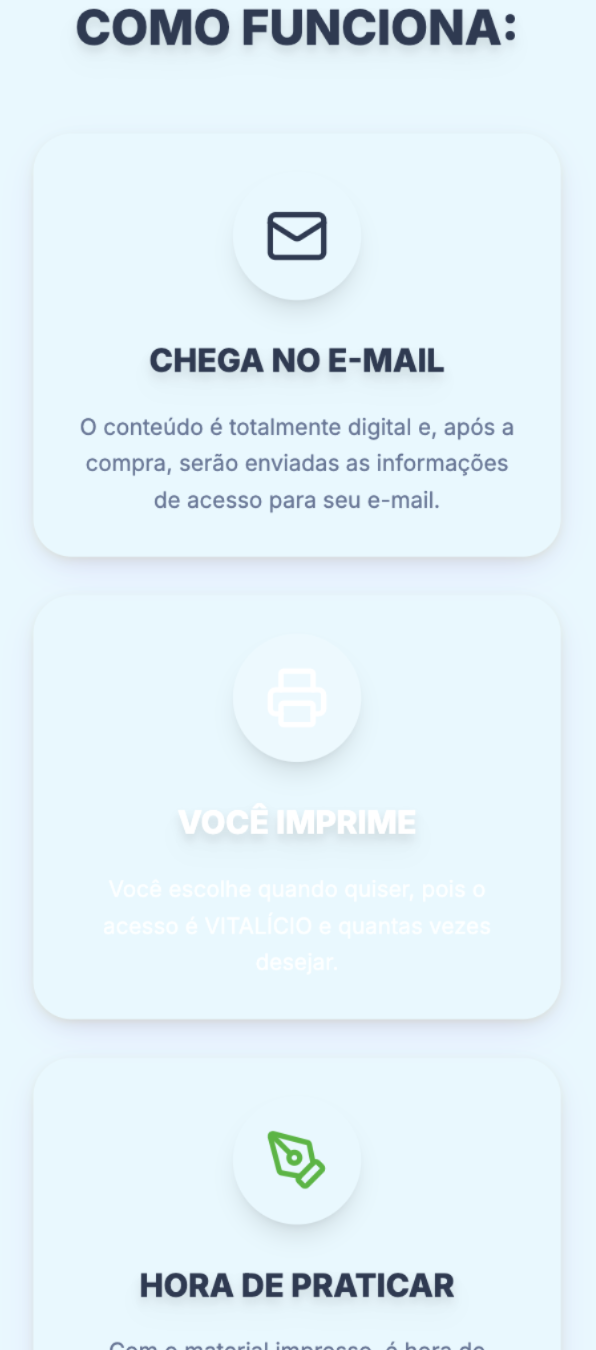 COMO FUNCIONA:
CHEGA NO E-MAIL
O conteúdo é totalmente digital e, após a
compra, serão enviadas as informações
de acesso para seu e-mail.
VOCÊ IMPRIME
Você escolhe quando quiser, pois o
acesso é VITALÍCIO e quantas vezes
desejar.
HORA DE PRATICAR
Com o material impresso, é hora de